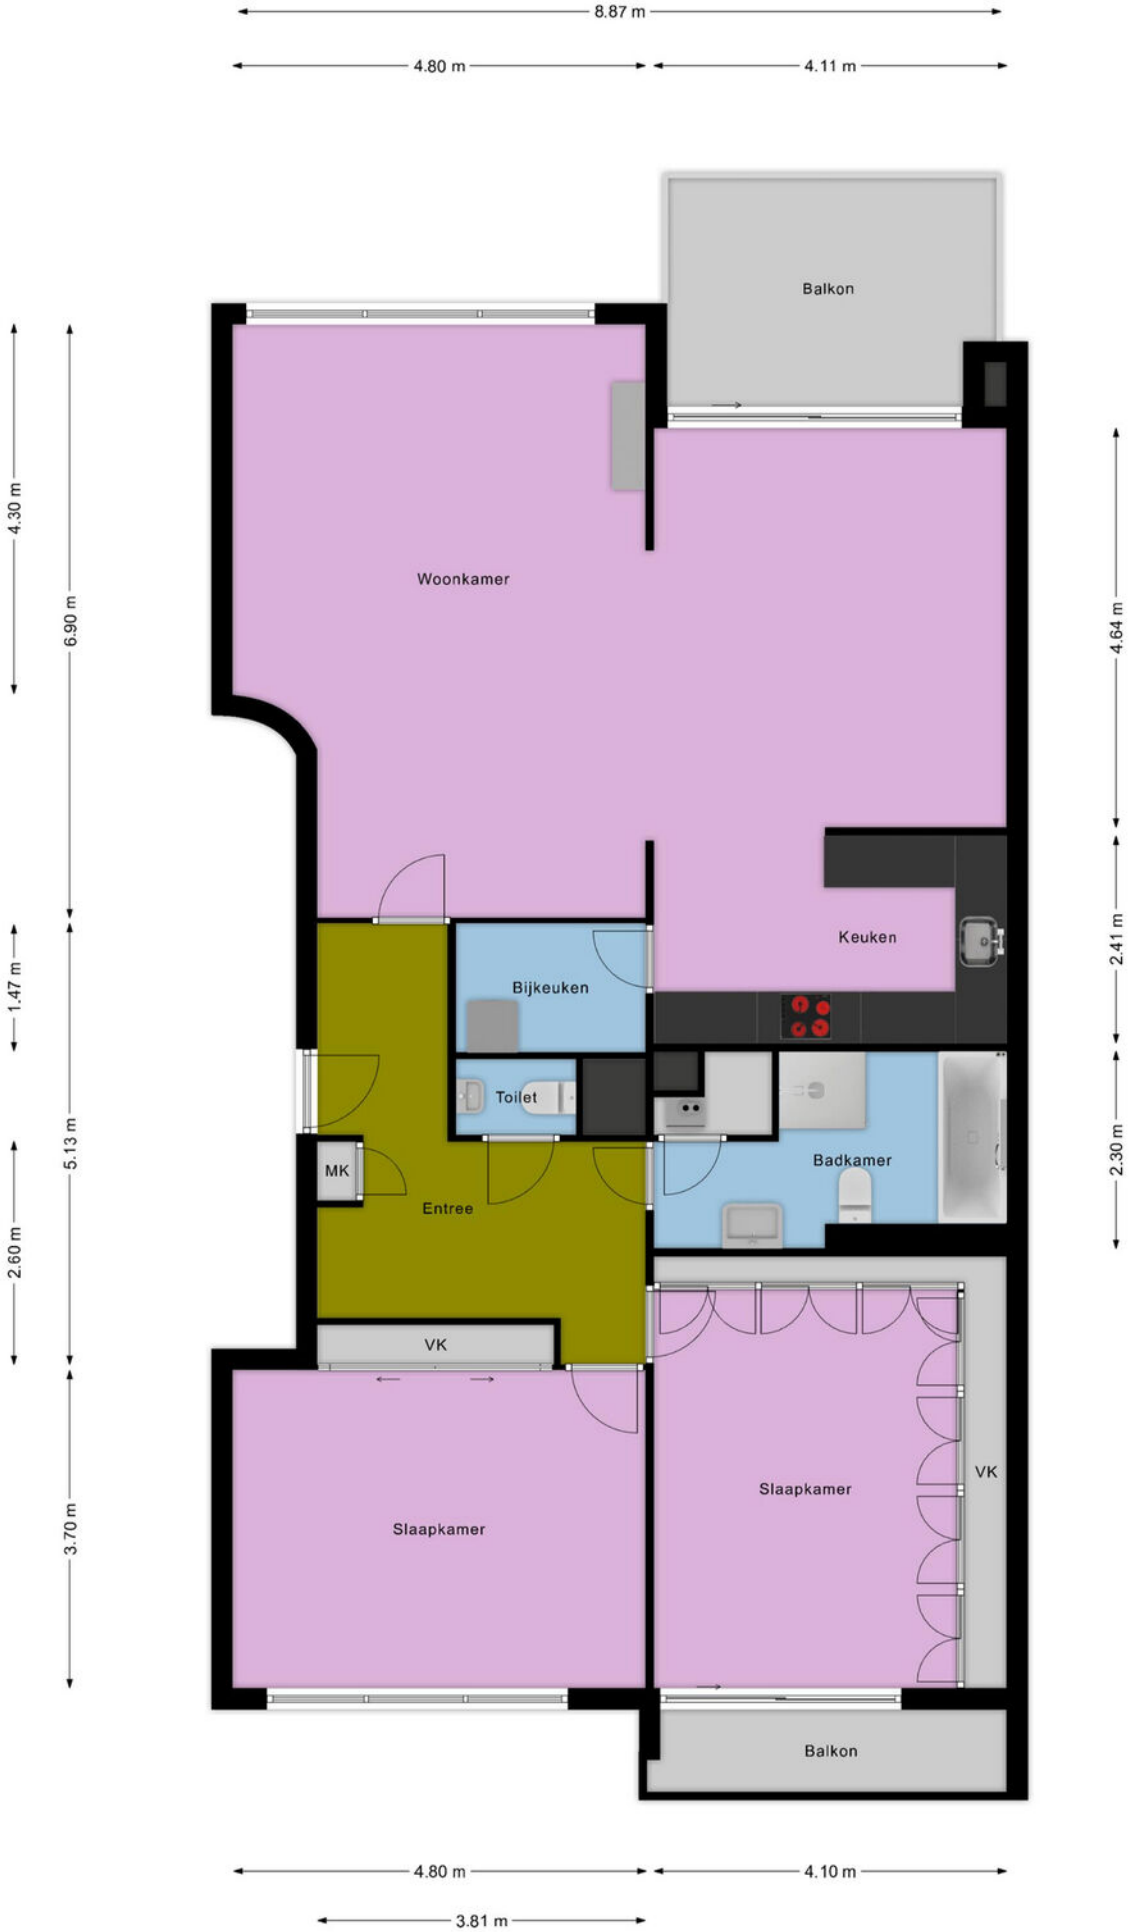 8.87 m
4.80 m
4.11 m
Balkon
4.30 m
6.90 m
Woonkamer
4.64 m
Keuken
2.41 m
Bijkeuken
1.47 m
Toilet
5.13 m
Badkamer
2.30 m
MK
Entree
2.60 m
VK
VK
Slaapkamer
Slaapkamer
3.70 m
Balkon
4.80 m
4.10 m
3.81 m